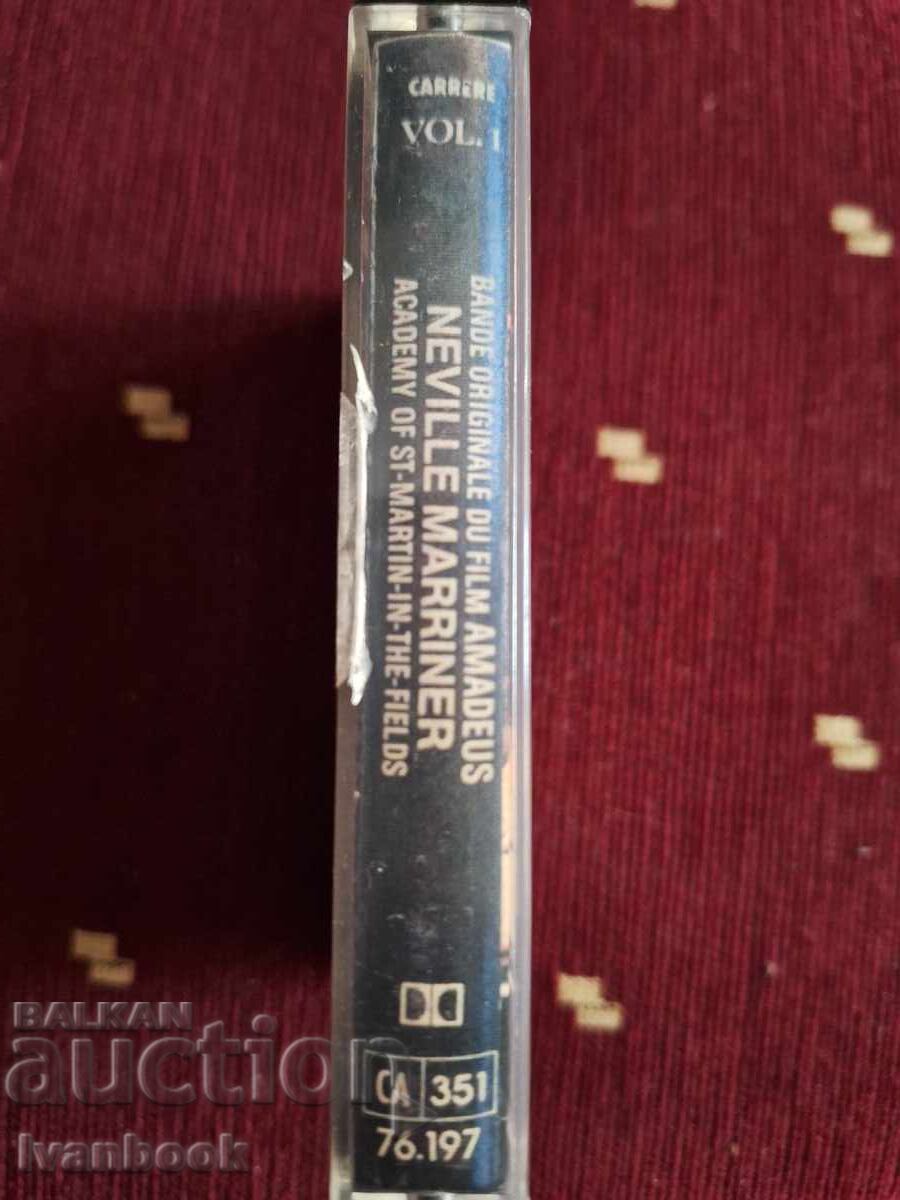 CARRERE
VOL. 1
BANDE ORIGINALE DU FILM AMADEUS
NEVILLE MARRINER
ACADEMY OF ST-MARTIN-IN-THE-FIELDS
CA 351
76.197
BALKAN
auction
Ivanbook